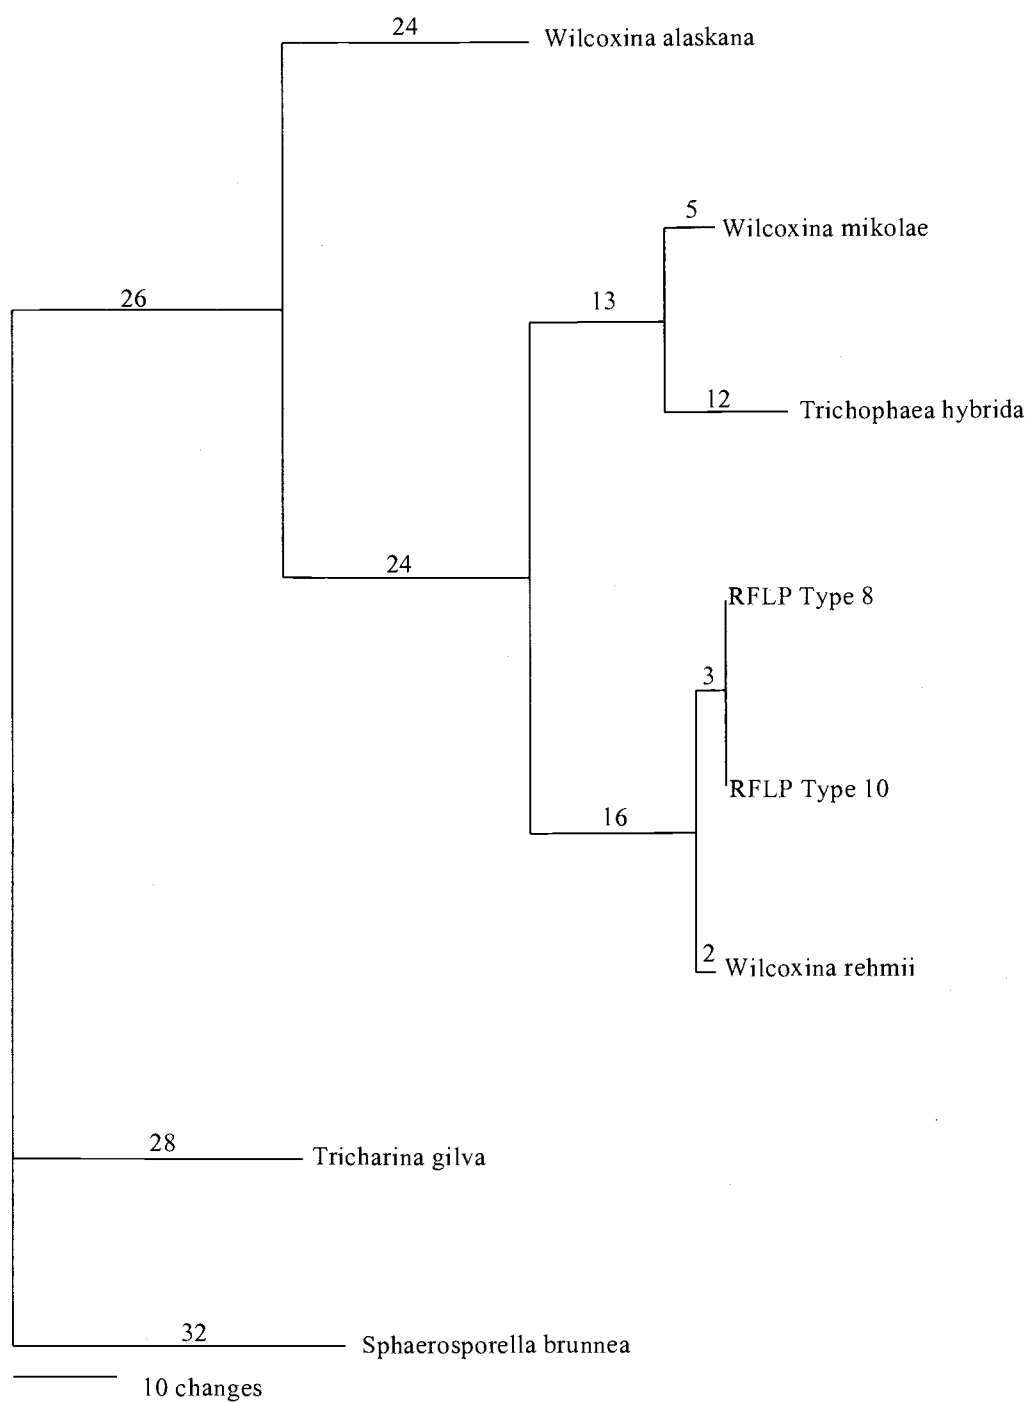 24
Wilcoxina alaskana
5
Wilcoxina mikolae
26
13
12
Trichophaea hybrida
24
RFLP Type 8
3
RFLP Type 10
16
2
Wilcoxina rehmii
28
Tricharina gilva
32
Sphaerosporella brunnea
10 changes